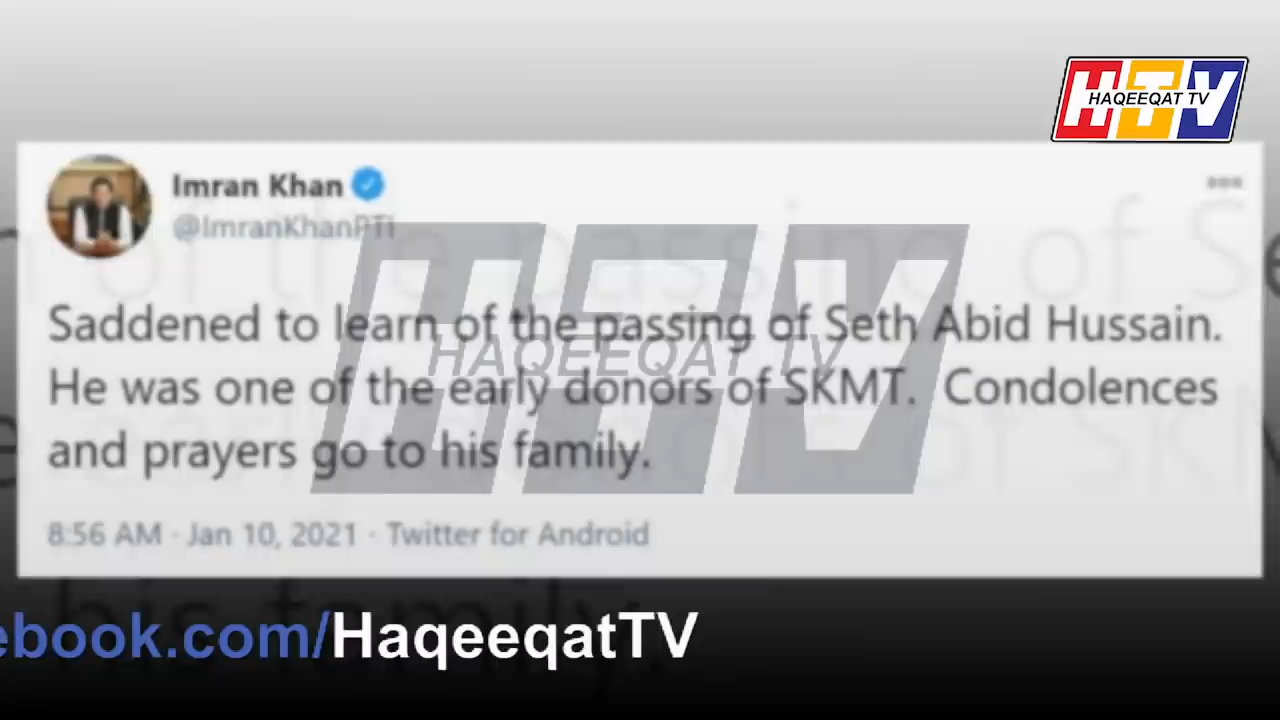 HTV
HAQEEQAT TV
Imran Khan
@ImranKhanPTI
Saddened to learn of the passing of Seth Abid Hussain.
He was one of the early donors of SKMT. Condolences
and prayers go to his family.
HTV
HAQEEQAT TV
8:56 AM · Jan 10, 2021 · Twitter for Android
ebook.com/HaqeeqatTV